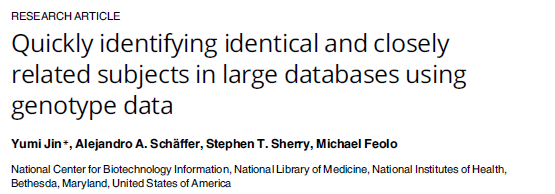 RESEARCH ARTICLE
Quickly identifying identical and closely
related subjects in large databases using
genotype data
Yumi Jin*, Alejandro A. Schäffer, Stephen T. Sherry, Michael Feolo
National Center for Biotechnology Information, National Library of Medicine, National Institutes of Health,
Bethesda, Maryland, United States of America